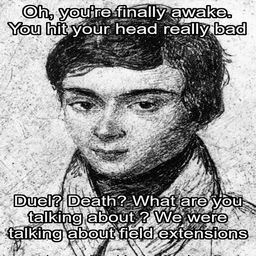 Oh, you're finally awake.
You hit your head really bad
Duel? Death? What are you
talking about ? We were
talking about field extensions